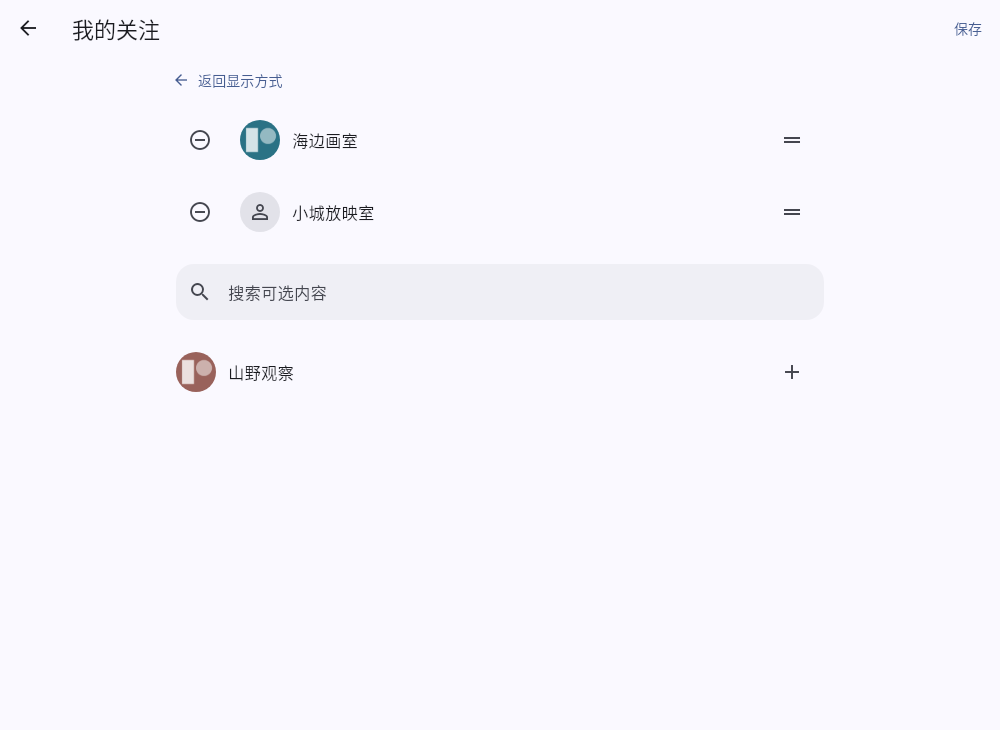 我的关注
保存
返回显示方式
海边画室
小城放映室
搜索可选内容
山野观察